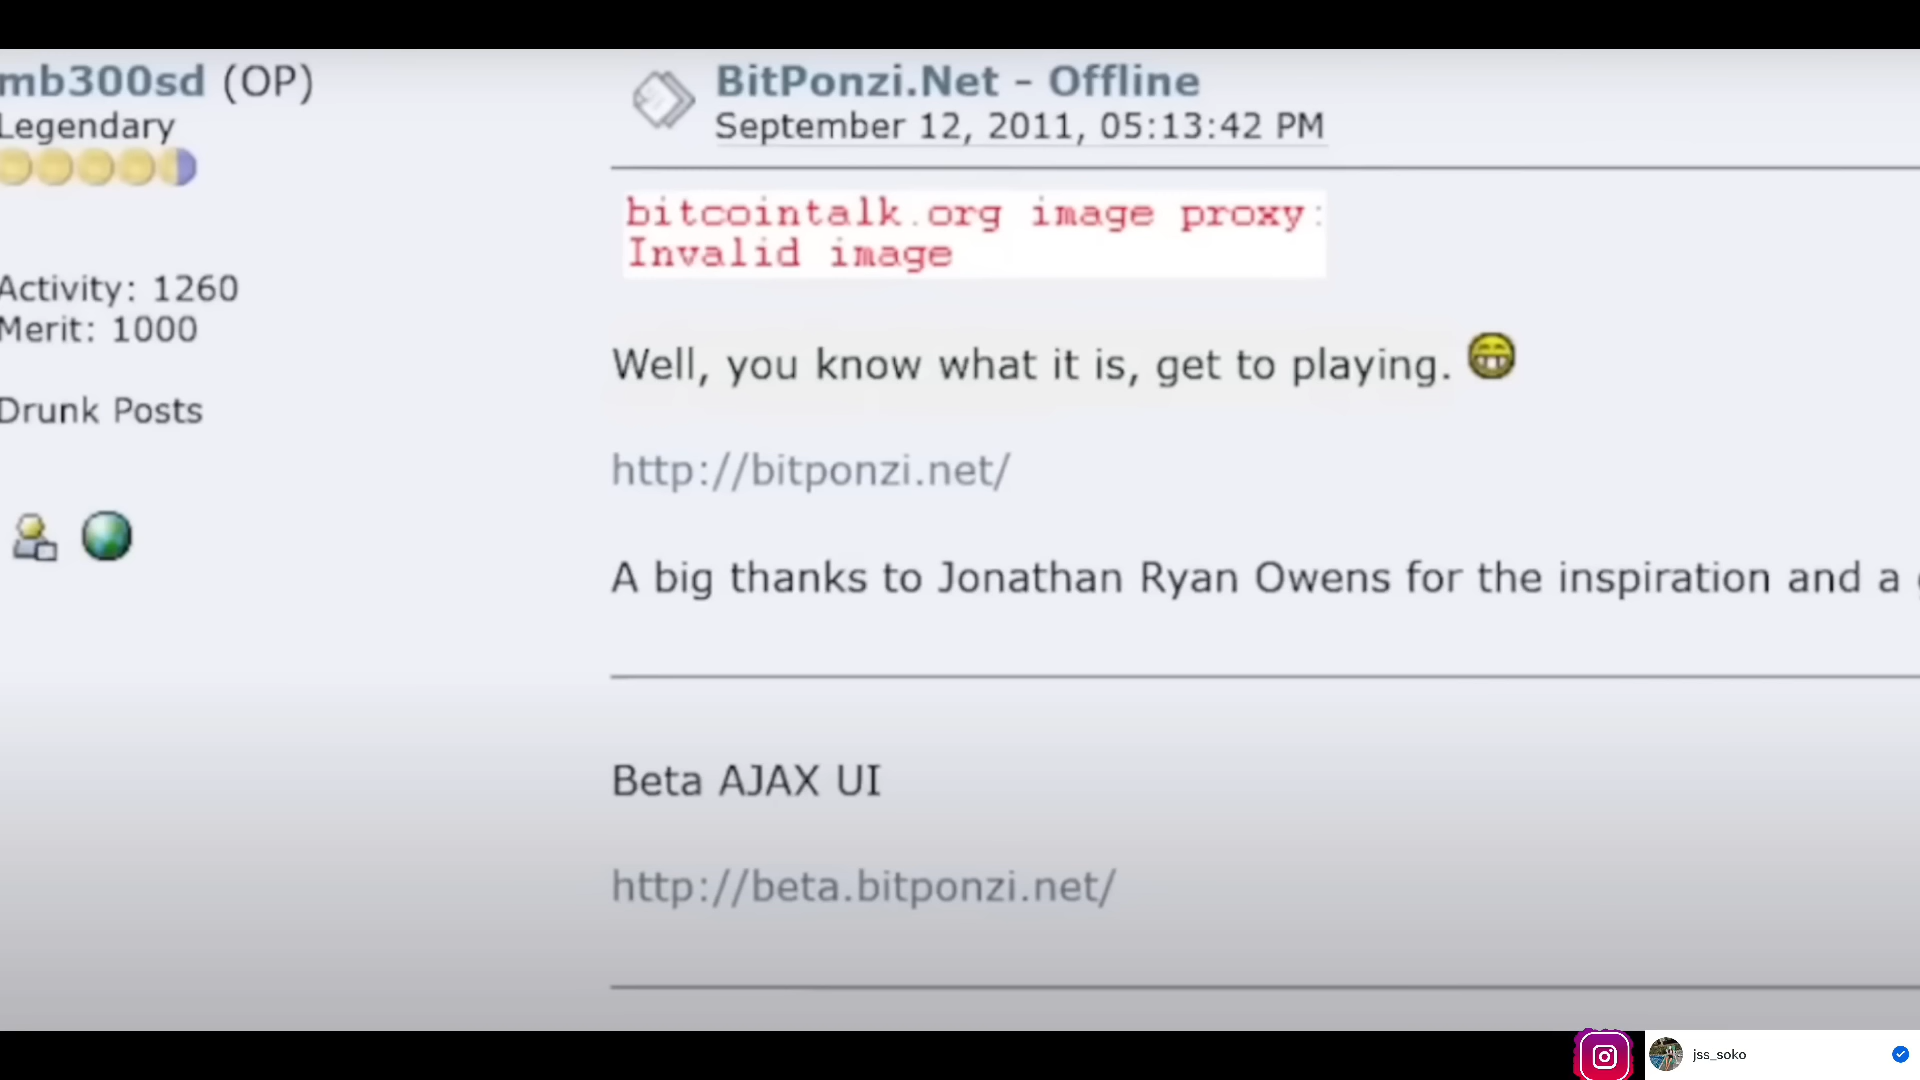 mb300sd (OP)
Legendary
Activity: 1260
Merit: 1000
Drunk Posts
BitPonzi.Net - Offline
September 12, 2011, 05:13:42 PM
bitcointalk.org image proxy:
Invalid image
Well, you know what it is, get to playing.
http://bitponzi.net/
A big thanks to Jonathan Ryan Owens for the inspiration and a
Beta AJAX UI
http://beta.bitponzi.net/
jss_soko